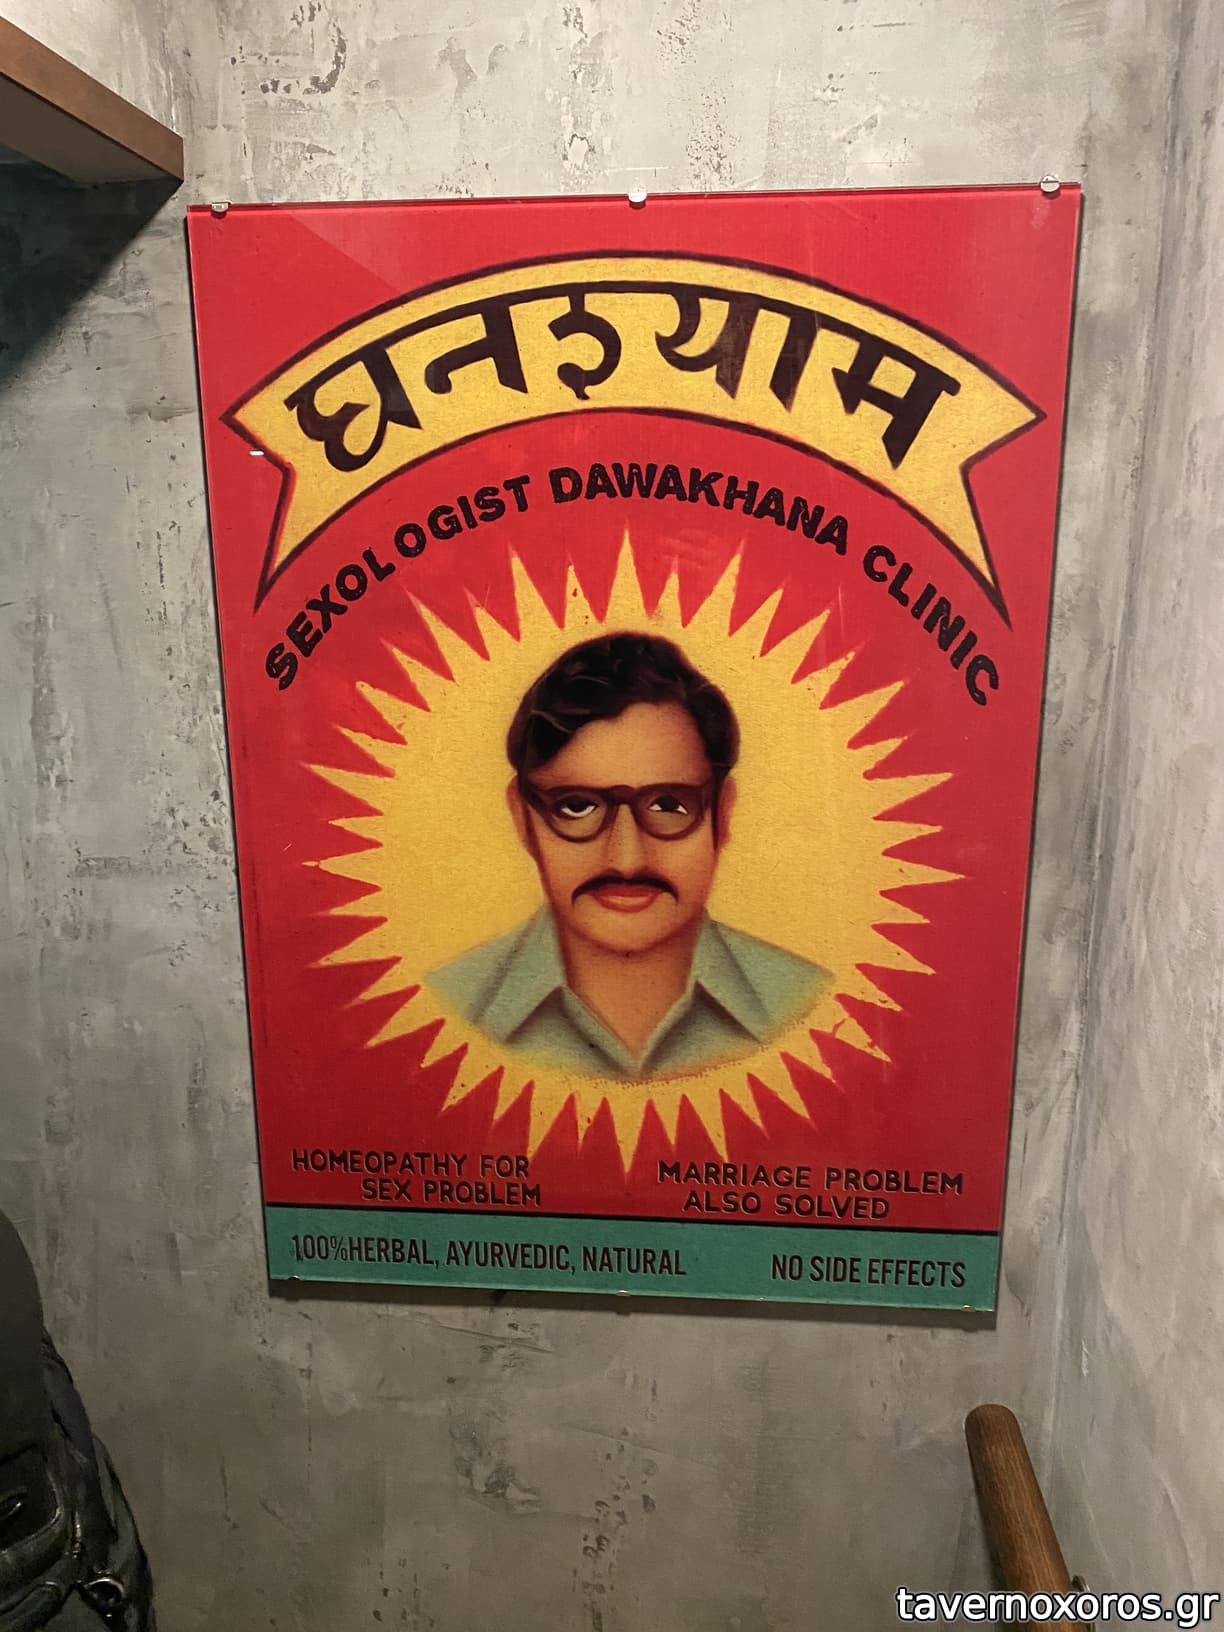 घनश्याम
SEXOLOGIST DAWAKHANA CLINIC
HOMEOPATHY FOR
SEX PROBLEM
MARRIAGE PROBLEM
ALSO SOLVED
100%HERBAL, AYURVEDIC, NATURAL
NO SIDE EFFECTS
tavernoxoros.gr